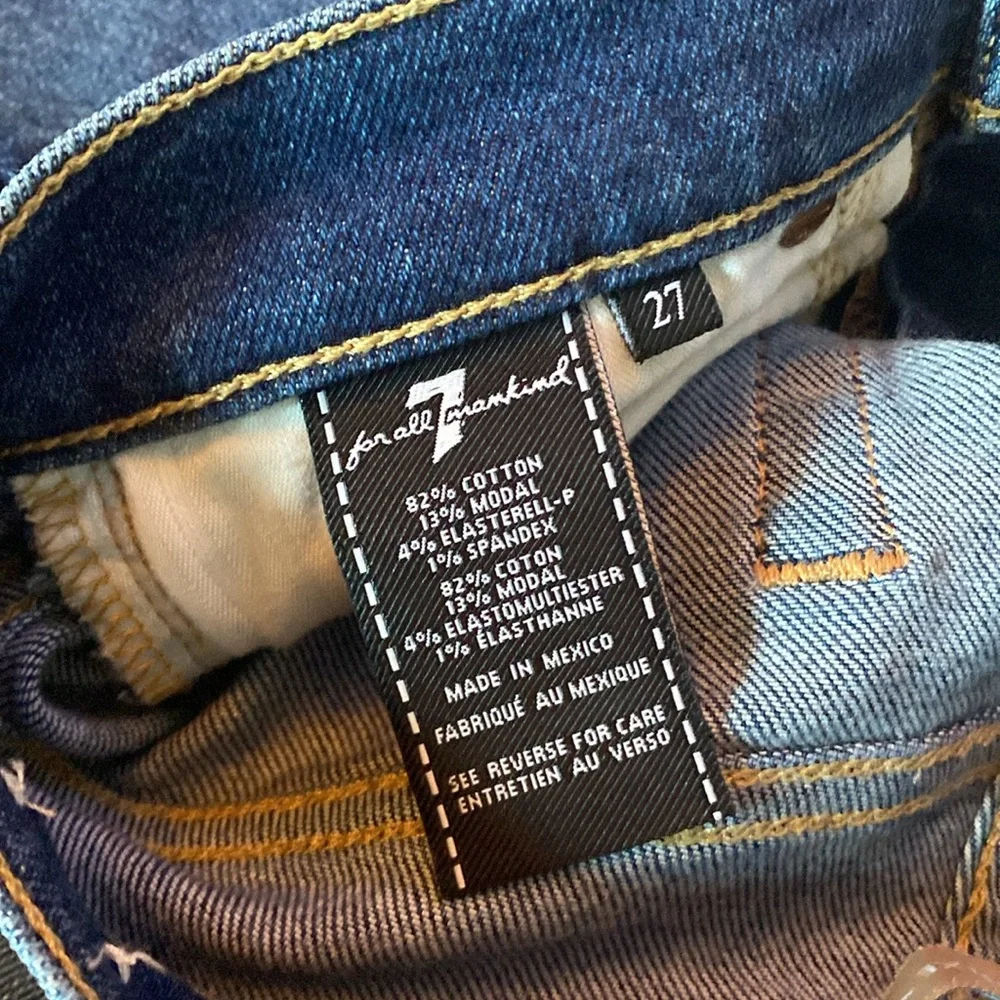 27
for all 7 mankind
82% COTTON
13% MODAL
4% ELASTERELL-P
1% SPANDEX
82% COTON
13% MODAL
4% ELASTOMULTIESTER
1% ÉLASTHANNE
MADE IN MEXICO
FABRIQUÉ AU MEXIQUE
SEE REVERSE FOR CARE
ENTRETIEN AU VERSO